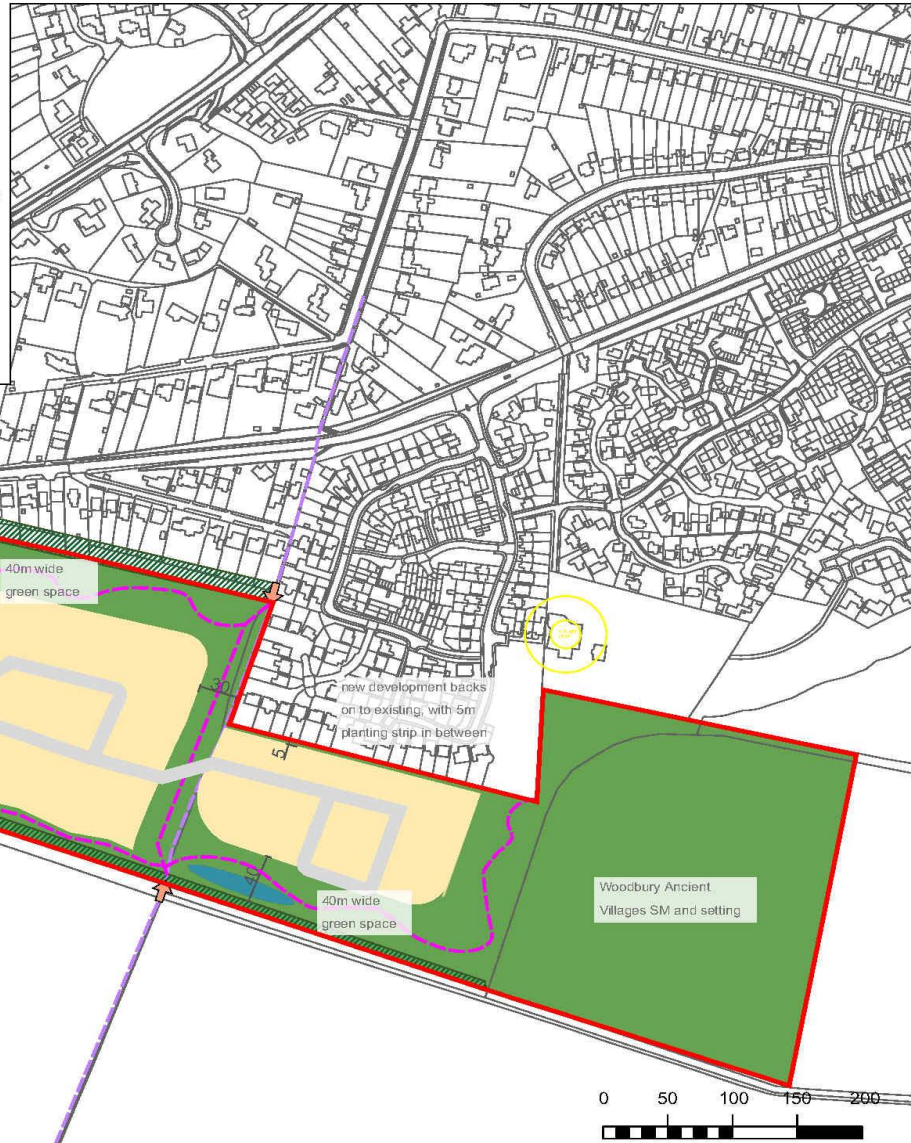 40m wide
green space
30
new development backs
on to existing, with 5m
planting strip in between
5
40
40m wide
green space
Woodbury Ancient
Villages SM and setting
0 50 100 150 200